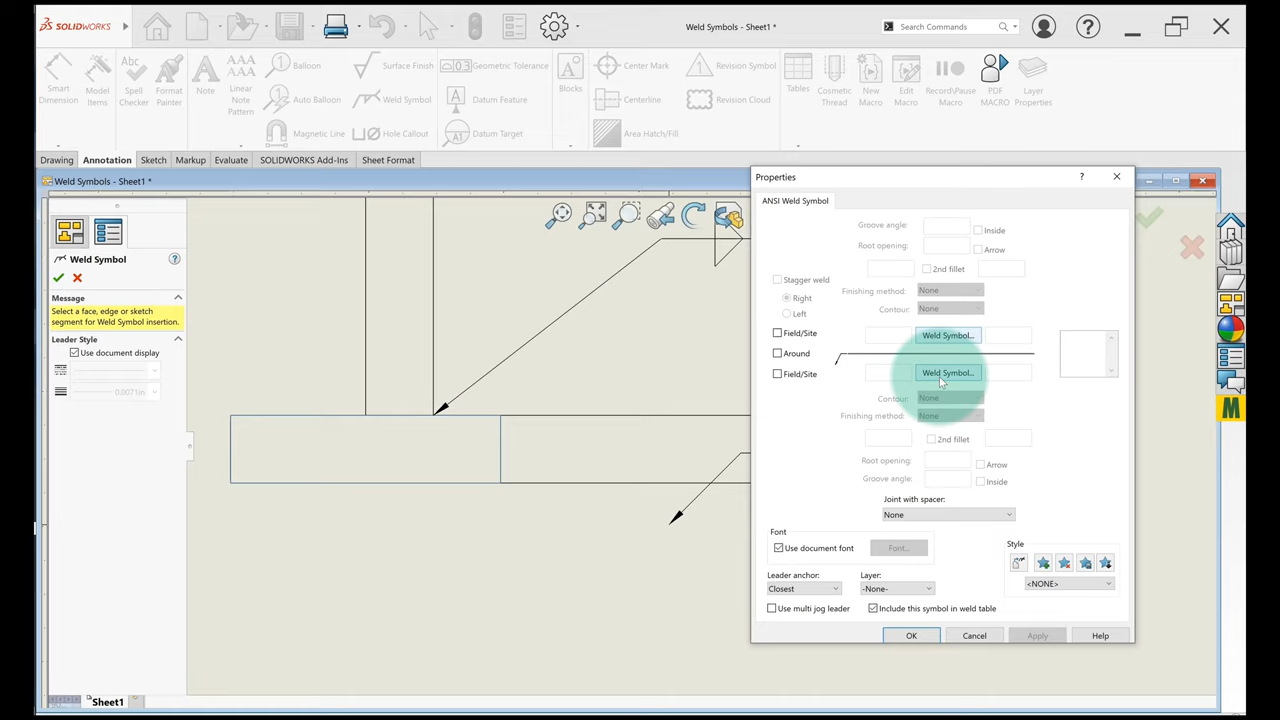 SOLIDWORKS
Weld Symbols - Sheet1 *
Search Commands
Smart Dimension
Model Items
Abc
Spell Checker
Format Painter
Note
Linear Note Pattern
Balloon
Auto Balloon
Magnetic Line
Surface Finish
Weld Symbol
Hole Callout
Geometric Tolerance
Datum Feature
Datum Target
Blocks
Center Mark
Centerline
Area Hatch/Fill
Revision Symbol
Revision Cloud
Tables
Cosmetic Thread
New Macro
Edit Macro
Record/Pause Macro
PDF MACRO
Layer Properties
Drawing
Annotation
Sketch
Markup
Evaluate
SOLIDWORKS Add-Ins
Sheet Format
Weld Symbols - Sheet1 *
Weld Symbol
Message
Select a face, edge or sketch
segment for Weld Symbol insertion.
Leader Style
Use document display
0.0071in
Properties
ANSI Weld Symbol
Groove angle:
Inside
Root opening:
Arrow
2nd fillet
Stagger weld
Right
Left
Finishing method:
None
Contour:
None
Field/Site
Weld Symbol...
Around
Field/Site
Weld Symbol...
Contour:
None
Finishing method:
None
2nd fillet
Root opening:
Arrow
Groove angle:
Inside
Joint with spacer:
None
Font
Use document font
Font...
Style
<NONE>
Leader anchor:
Closest
Layer:
-None-
Use multi jog leader
Include this symbol in weld table
OK
Cancel
Apply
Help
Sheet1